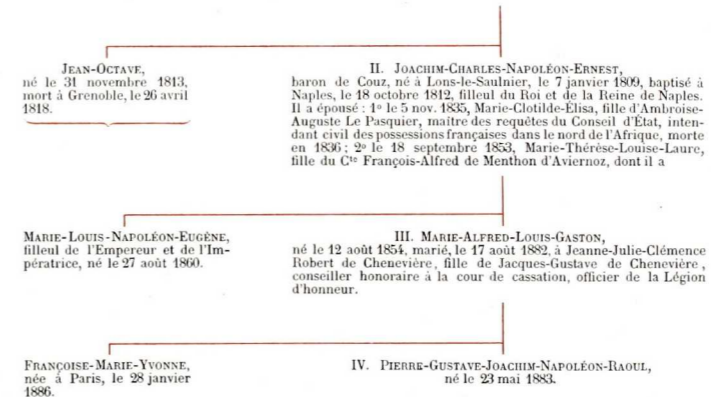 JEAN-OCTAVE,
né le 31 novembre 1813,
mort à Grenoble, le 26 avril
1818.
II. JOACHIM-CHARLES-NAPOLÉON-ERNEST,
baron de Couz, né à Lons-le-Saulnier, le 7 janvier 1809, baptisé à
Naples, le 18 octobre 1812, filleul du Roi et de la Reine de Naples.
Il a épousé : 1º le 5 nov. 1835, Marie-Clotilde-Élisa, fille d'Ambroise-
Auguste Le Pasquier, maître des requêtes du Conseil d'État, inten-
dant civil des possessions françaises dans le nord de l'Afrique, morte
en 1836 ; 2º le 18 septembre 1853, Marie-Thérèse-Louise-Laure,
fille du Cte François-Alfred de Menthon d'Aviernoz, dont il a
MARIE-LOUIS-NAPOLÉON-EUGÈNE,
filleul de l'Empereur et de l'Im-
pératrice, né le 27 août 1860.
III. MARIE-ALFRED-LOUIS-GASTON,
né le 12 août 1854, marié, le 17 août 1882, à Jeanne-Julie-Clémence
Robert de Chenevière, fille de Jacques-Gustave de Chenevière,
conseiller honoraire à la cour de cassation, officier de la Légion
d'honneur.
FRANÇOISE-MARIE-YVONNE,
née à Paris, le 28 janvier
1886.
IV. PIERRE-GUSTAVE-JOACHIM-NAPOLÉON-RAOUL,
né le 23 mai 1883.